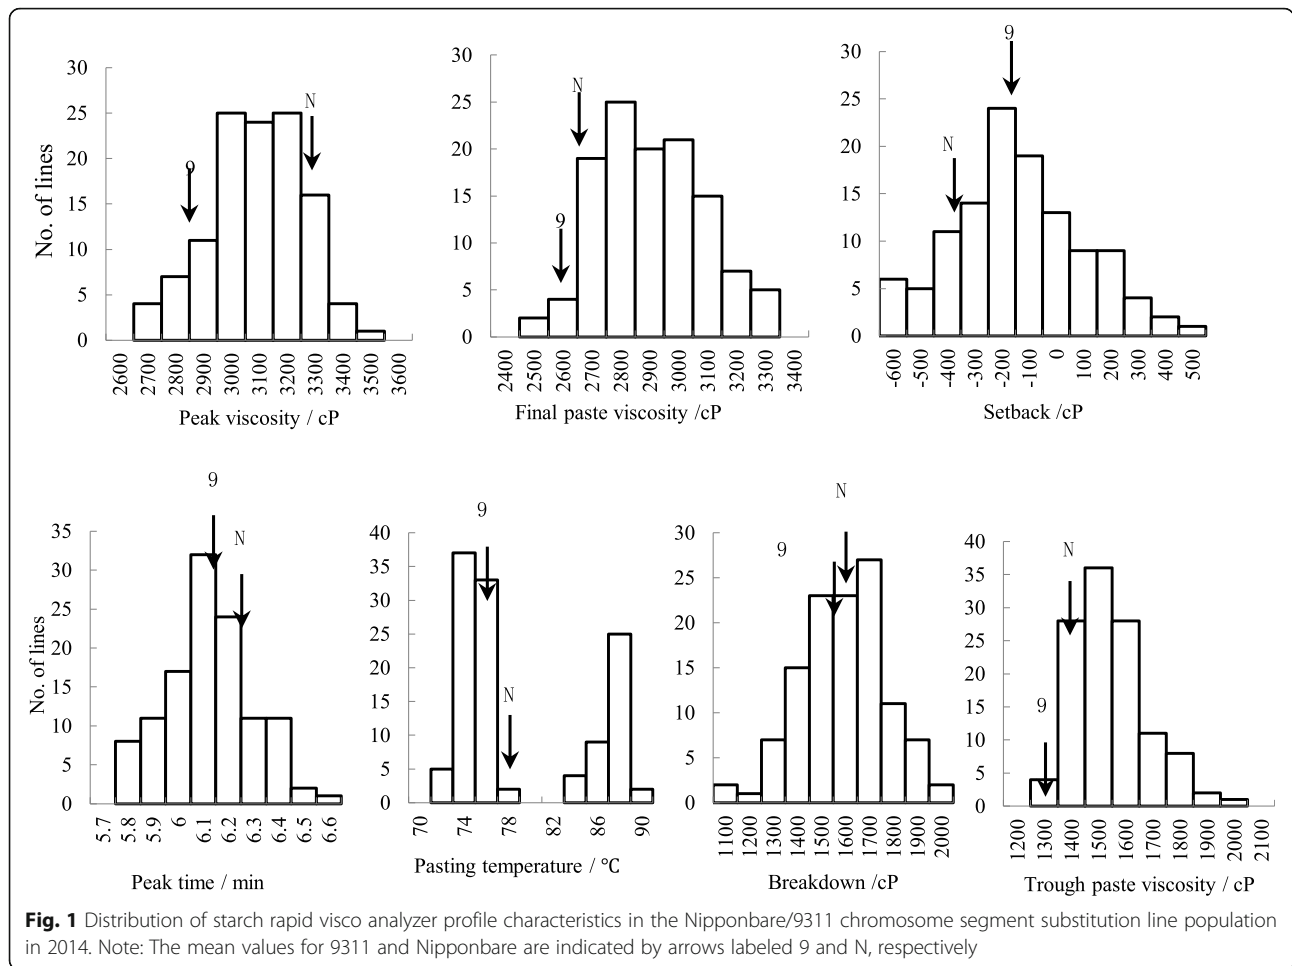 9
30
30
30
N
25
25
25
N
9
20
20
20
N
15
15
15
9
10
10
10
5
5
5
0
0
0
No. of lines
2600 2700 2800 2900 3000 3100 3200 3300 3400 3500 3600
2400 2500 2600 2700 2800 2900 3000 3100 3200 3300 3400
-600 -500 -400 -300 -200 -100 0 100 200 300 400 500
Peak viscosity / cP
Final paste viscosity /cP
Setback /cP
9
35
30
25
20
15
10
5
0
N
No. of lines
5.7 5.8 5.9 6 6.1 6.2 6.3 6.4 6.5 6.6
Peak time / min
9
40
35
30
25
20
15
10
5
0
N
70 74 78 82 86 90
Pasting temperature / °C
N
9
30
25
20
15
10
5
0
1100 1200 1300 1400 1500 1600 1700 1800 1900 2000
Breakdown /cP
40
35
30
25
20
15
10
5
0
N
9
1200 1300 1400 1500 1600 1700 1800 1900 2000 2100
Trough paste viscosity / cP
Fig. 1 Distribution of starch rapid visco analyzer profile characteristics in the Nipponbare/9311 chromosome segment substitution line population
in 2014. Note: The mean values for 9311 and Nipponbare are indicated by arrows labeled 9 and N, respectively